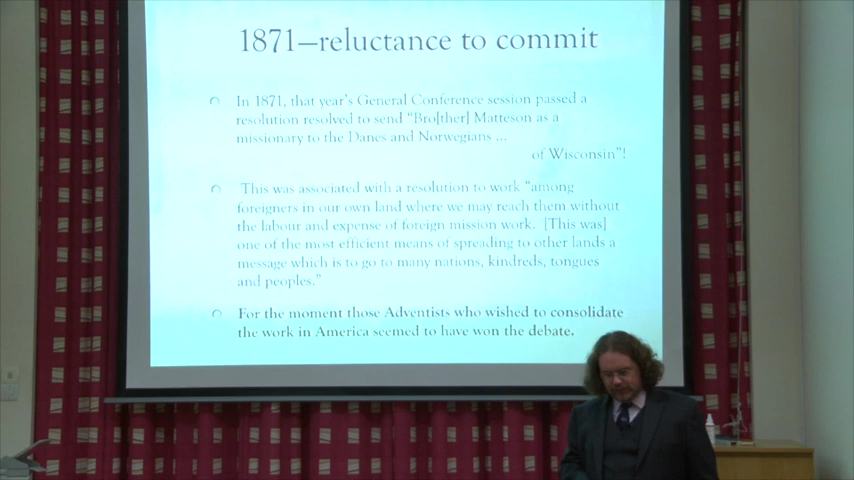 1871—reluctance to commit
In 1871, that year's General Conference session passed a
resolution resolved to send "Bro[ther] Matteson as a
missionary to the Danes and Norwegians ...
of Wisconsin"!
This was associated with a resolution to work "among
foreigners in our own land where we may reach them without
the labour and expense of foreign mission work. [This was]
one of the most efficient means of spreading to other lands a
message which is to go to many nations, kindreds, tongues
and peoples."
For the moment those Adventists who wished to consolidate
the work in America seemed to have won the debate.